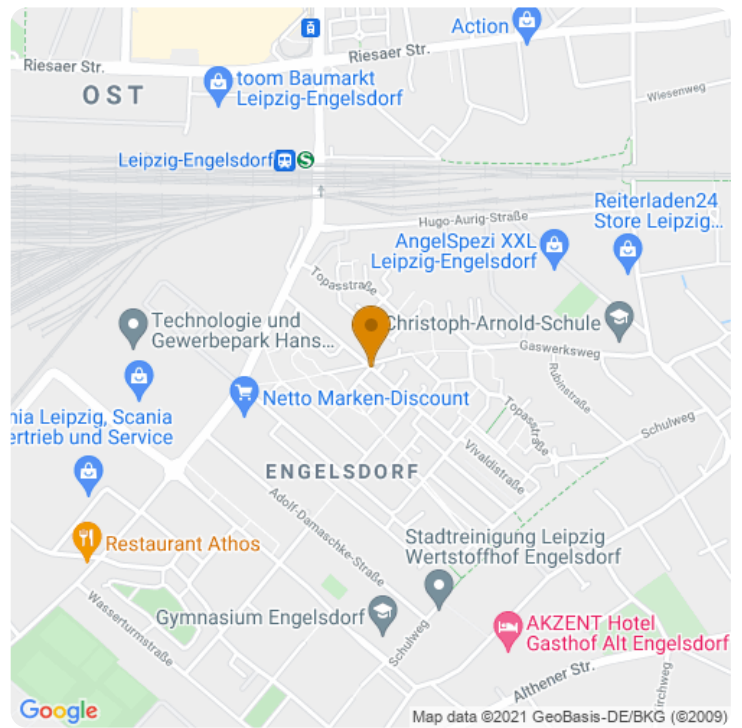 Action
Riesaer Str.
Riesaer Str.
OST
toom Baumarkt
Leipzig-Engelsdorf
Wiesenweg
Leipzig-Engelsdorf
S
Reiterladen24
Store Leipzig...
Hugo-Aurig-Straße
AngelSpezi XXL
Leipzig-Engelsdorf
Topasstraße
Technologie und
Gewerbepark Hans...
Christoph-Arnold-Schule
Gaswerksweg
Rubinstraße
Netto Marken-Discount
nia Leipzig, Scania
ertrieb und Service
Topasstraße
Schulweg
Vivaldistraße
ENGELSDORF
Adolf-Damaschke-Straße
Restaurant Athos
Stadtreinigung Leipzig
Wertstoffhof Engelsdorf
Wasserturmstraße
Gymnasium Engelsdorf
Schulweg
AKZENT Hotel
Gasthof Alt Engelsdorf
Althener Str.
Kirchweg
Google
Map data ©2021 GeoBasis-DE/BKG (©2009)